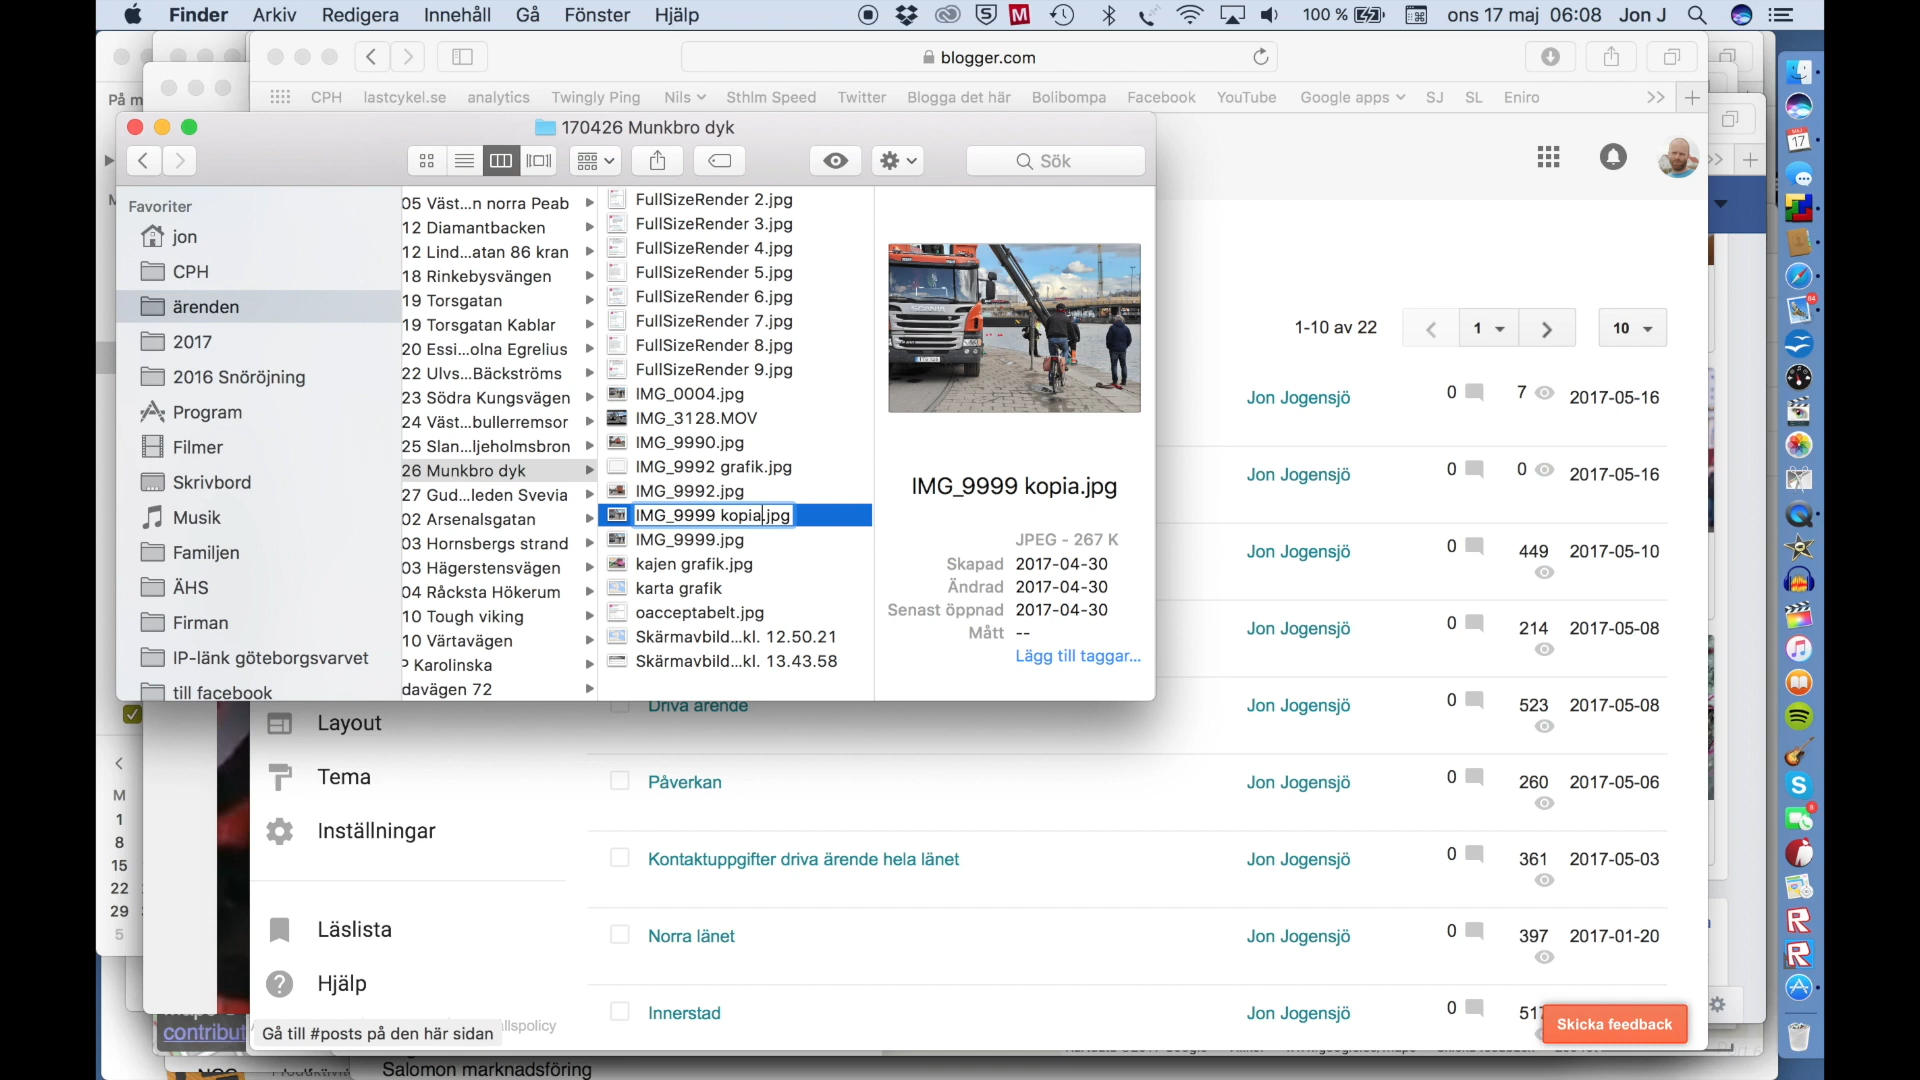 Finder Arkiv Redigera Innehåll Gå Fönster Hjälp 100 % ons 17 maj 06:08 Jon J
blogger.com
CPH lastcykel.se analytics Twingly Ping Nils Sthlm Speed Twitter Blogga det här Bolibompa Facebook YouTube Google apps SJ SL Eniro
På m
170426 Munkbro dyk
Sök
Favoriter
jon
CPH
ärenden
2017
2016 Snöröjning
Program
Filmer
Skrivbord
Musik
Familjen
ÄHS
Firman
IP-länk göteborgsvarvet
till facebook
05 Väst...n norra Peab
12 Diamantbacken
12 Lind...atan 86 kran
18 Rinkebysvängen
19 Torsgatan
19 Torsgatan Kablar
20 Essi...olna Egrelius
22 Ulvs...Bäckströms
23 Södra Kungsvägen
24 Väst...bullerremsor
25 Slan...ljeholmsbron
26 Munkbro dyk
27 Gud...leden Svevia
02 Arsenalsgatan
03 Hornsbergs strand
03 Hägerstensvägen
04 Råcksta Hökerum
10 Tough viking
10 Värtavägen
P Karolinska
davägen 72
FullSizeRender 2.jpg
FullSizeRender 3.jpg
FullSizeRender 4.jpg
FullSizeRender 5.jpg
FullSizeRender 6.jpg
FullSizeRender 7.jpg
FullSizeRender 8.jpg
FullSizeRender 9.jpg
IMG_0004.jpg
IMG_3128.MOV
IMG_9990.jpg
IMG_9992 grafik.jpg
IMG_9992.jpg
IMG_9999 kopia.jpg
IMG_9999.jpg
kajen grafik.jpg
karta grafik
oacceptabelt.jpg
Skärmavbild...kl. 12.50.21
Skärmavbild...kl. 13.43.58
SCANIA
IMG_9999 kopia.jpg
JPEG - 267 K
Skapad 2017-04-30
Ändrad 2017-04-30
Senast öppnad 2017-04-30
Mått --
Lägg till taggar...
1-10 av 22 1 10
Jon Jogensjö 0 7 2017-05-16
Jon Jogensjö 0 0 2017-05-16
Jon Jogensjö 0 449 2017-05-10
Jon Jogensjö 0 214 2017-05-08
Driva ärende Jon Jogensjö 0 523 2017-05-08
Påverkan Jon Jogensjö 0 260 2017-05-06
Kontaktuppgifter driva ärende hela länet Jon Jogensjö 0 361 2017-05-03
Norra länet Jon Jogensjö 0 397 2017-01-20
Innerstad Jon Jogensjö 0 517
Layout
Tema
Inställningar
Läslista
Hjälp
M
1
8
15
22
29
5
contribut
Gå till #posts på den här sidan
llspolicy
Skicka feedback
Salomon marknadsföring